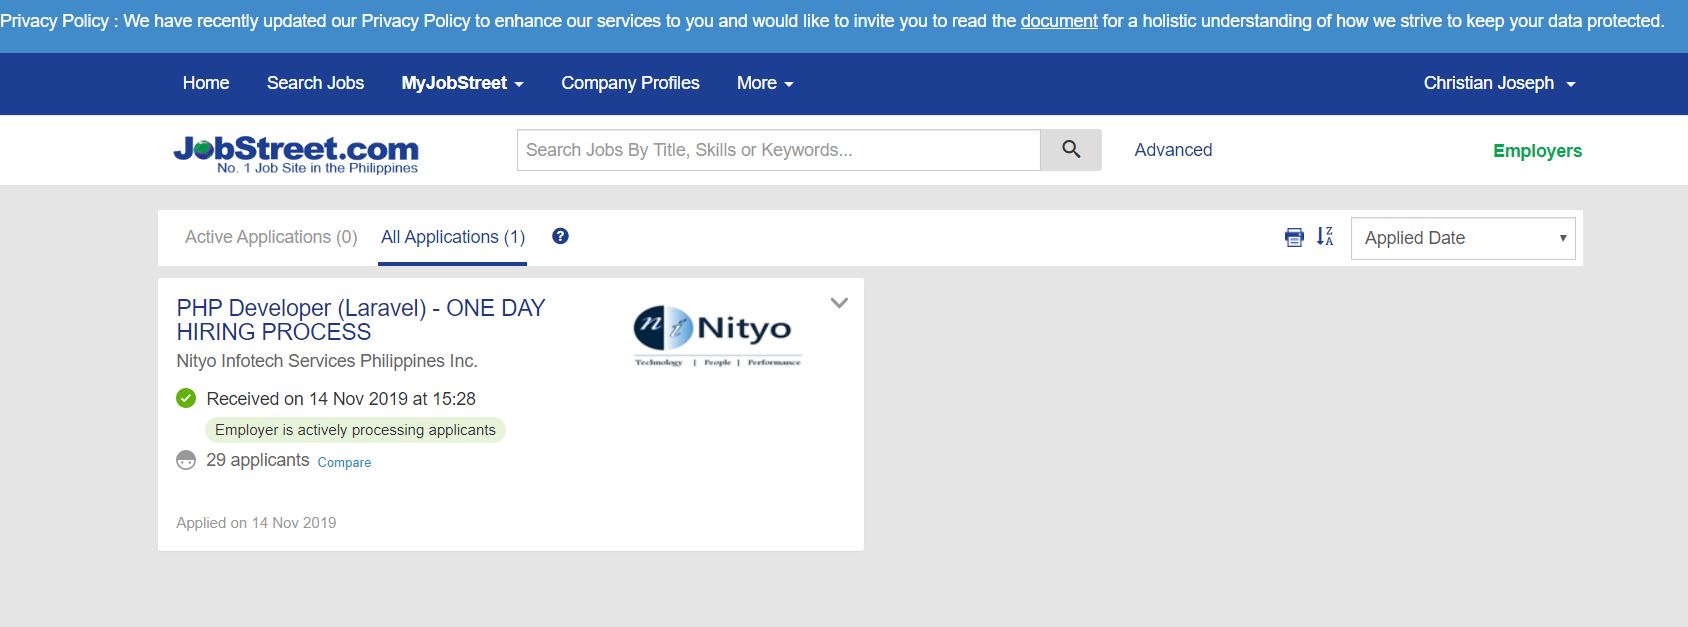 Privacy Policy : We have recently updated our Privacy Policy to enhance our services to you and would like to invite you to read the document for a holistic understanding of how we strive to keep your data protected.
Home Search Jobs MyJobStreet Company Profiles More Christian Joseph
JobStreet.com
No. 1 Job Site in the Philippines
Search Jobs By Title, Skills or Keywords...
Advanced
Employers
Active Applications (0) All Applications (1) ? Z A Applied Date
PHP Developer (Laravel) - ONE DAY
HIRING PROCESS
Nityo Infotech Services Philippines Inc.
n t Nityo
Technology | People | Performance
Received on 14 Nov 2019 at 15:28
Employer is actively processing applicants
29 applicants Compare
Applied on 14 Nov 2019